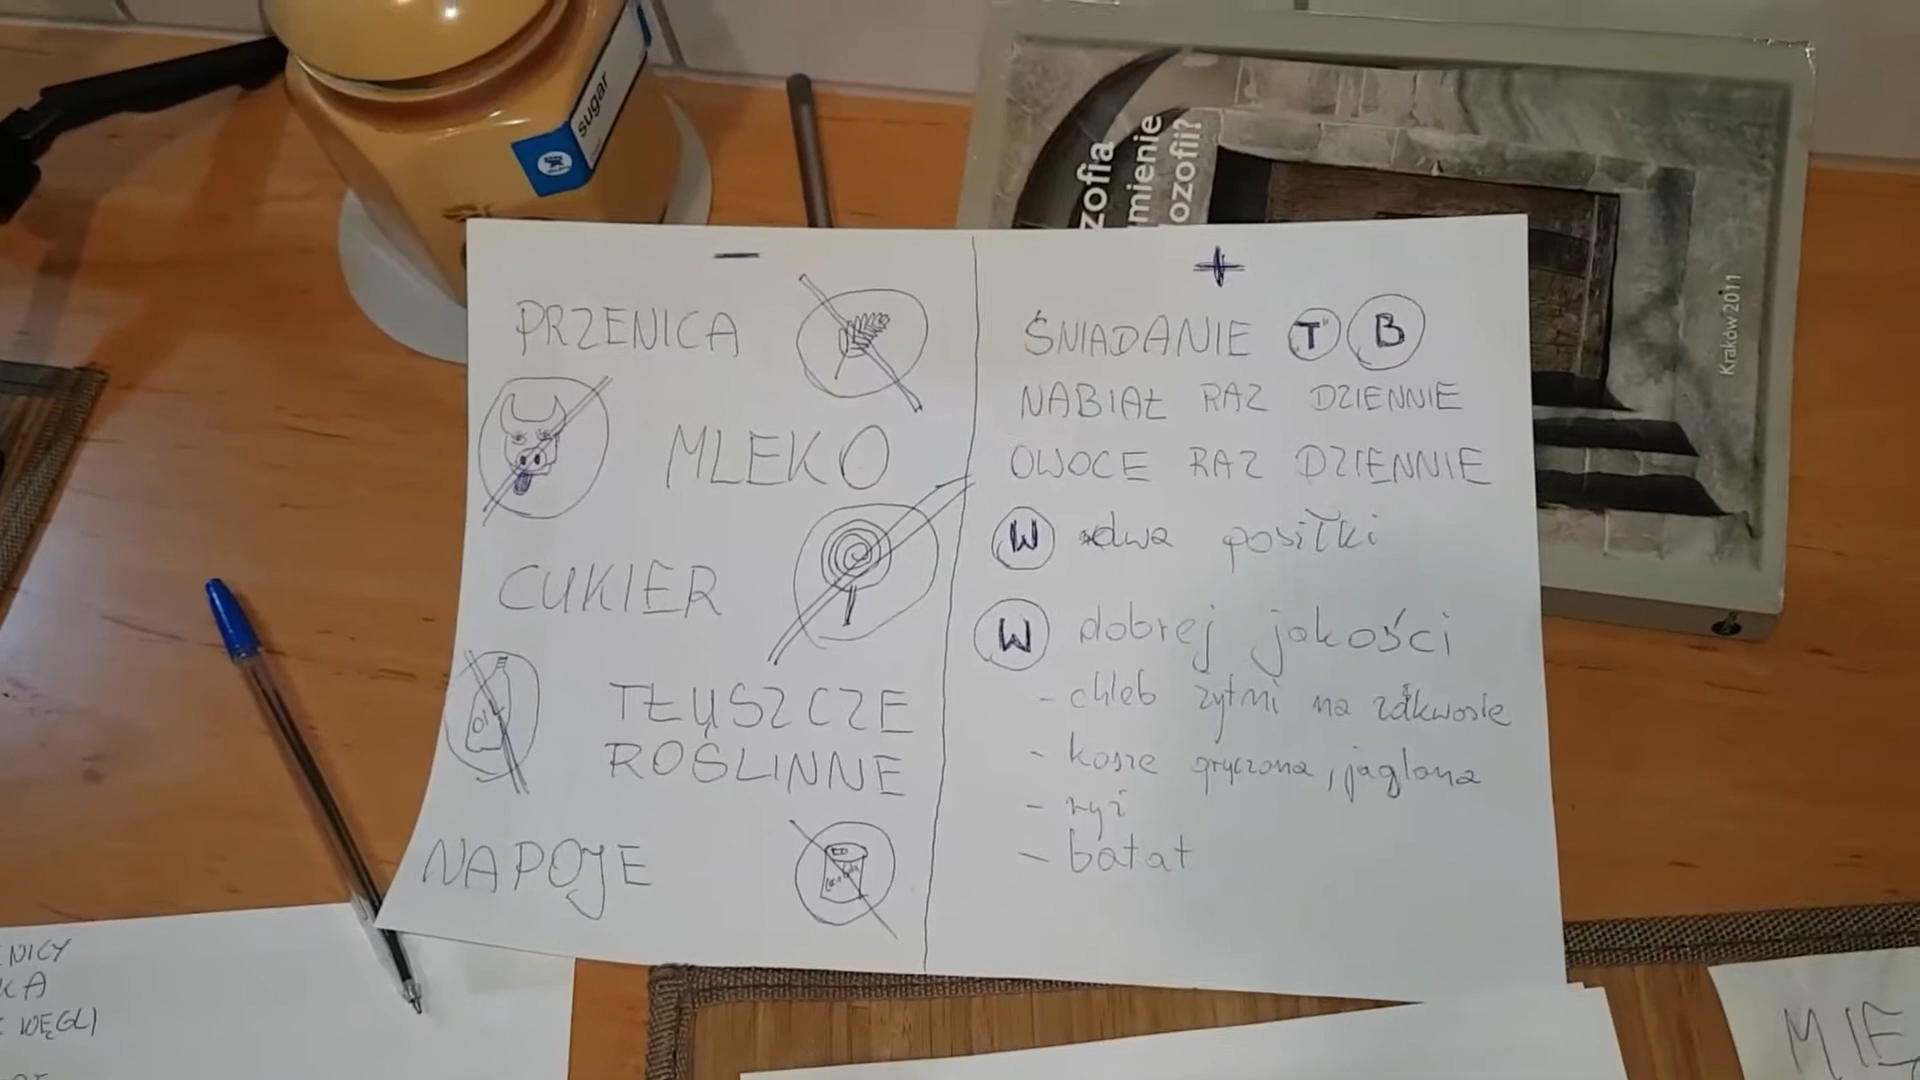 sugar
zofia
mienie
ozofii?
Kraków 2011
–
PRZENICA
MLEKO
CUKIER
OIL
TŁUSZCZE
ROŚLINNE
NAPOJE
+
ŚNIADANIE T B
NABIAŁ RAZ DZIENNIE
OWOCE RAZ DZIENNIE
W dwa posiłki
W dobrej jakości
- chleb żytni na zakwasie
- kasze gryczana, jaglana
- ryż
- batat
NICY
KA
WĘGLI
MIĘ